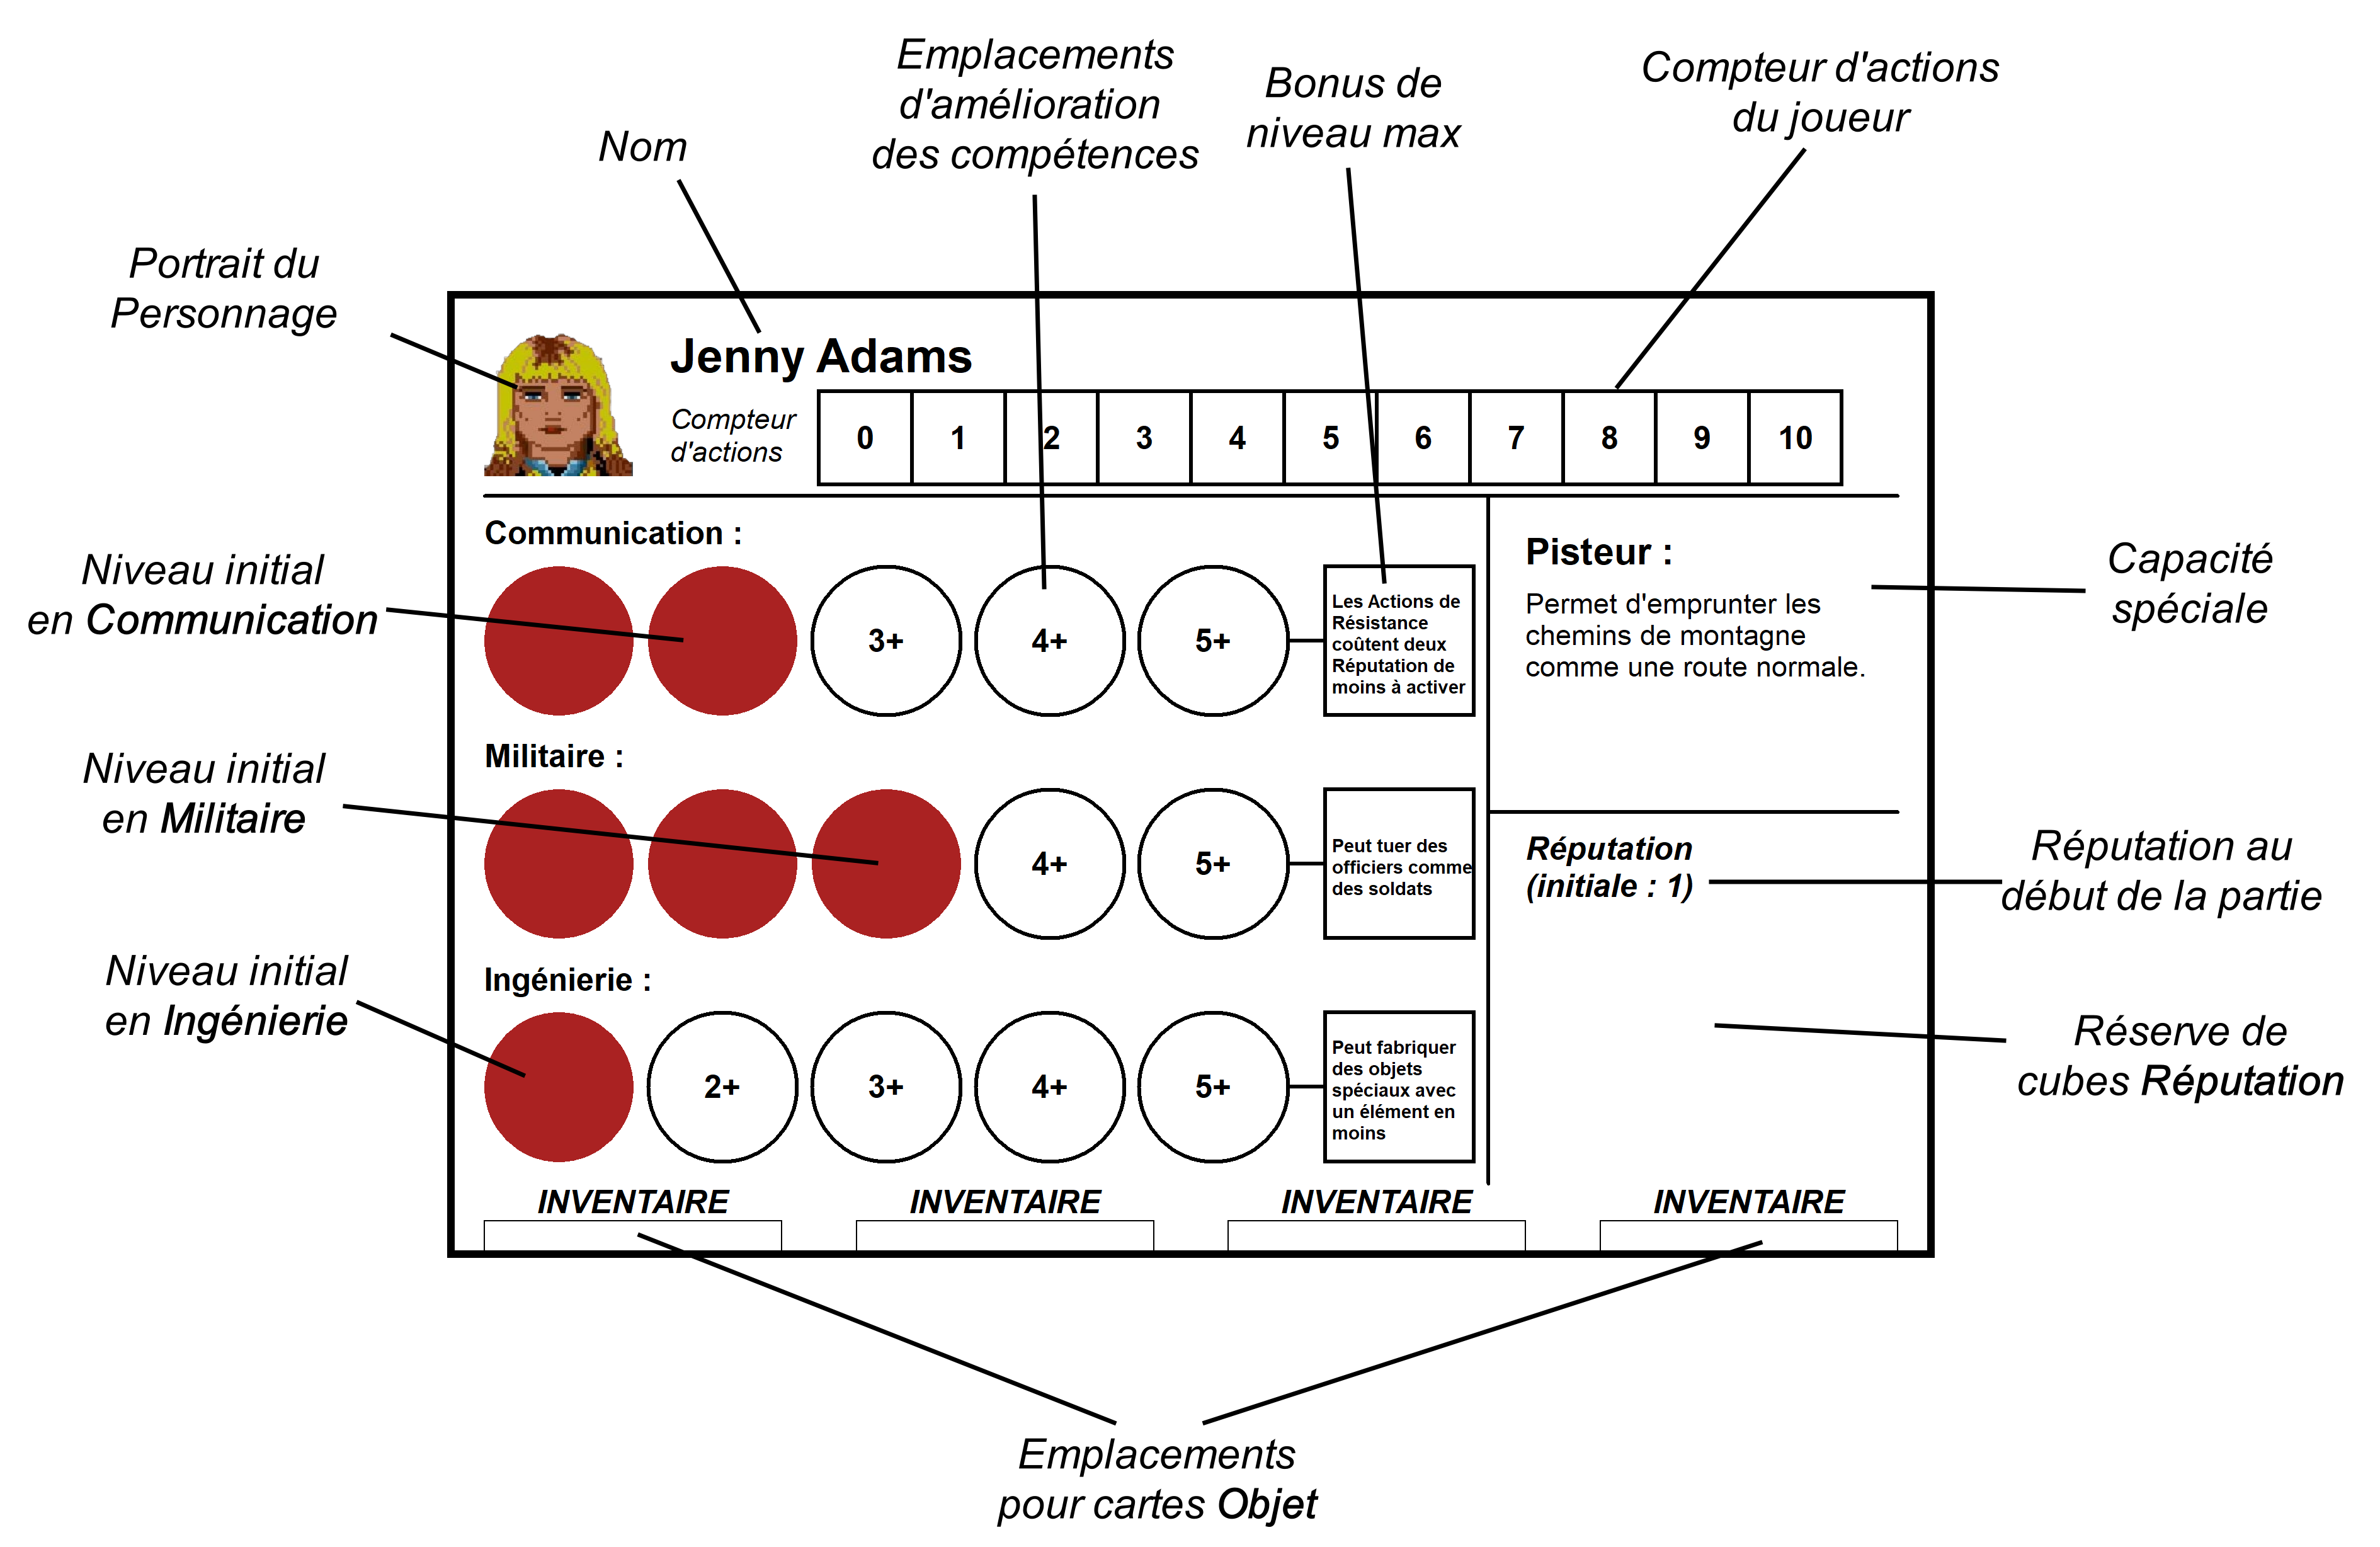 Emplacements
d'amélioration
des compétences
Bonus de
niveau max
Compteur d'actions
du joueur
Nom
Portrait du
Personnage
Jenny Adams
Compteur
d'actions
0 1 2 3 4 5 6 7 8 9 10
Niveau initial
en Communication
Communication :
3+ 4+ 5+
Les Actions de
Résistance
coûtent deux
Réputation de
moins à activer
Pisteur :
Permet d'emprunter les
chemins de montagne
comme une route normale.
Capacité
spéciale
Niveau initial
en Militaire
Militaire :
4+ 5+
Peut tuer des
officiers comme
des soldats
Réputation
(initiale : 1)
Réputation au
début de la partie
Niveau initial
en Ingénierie
Ingénierie :
2+ 3+ 4+ 5+
Peut fabriquer
des objets
spéciaux avec
un élément en
moins
Réserve de
cubes Réputation
INVENTAIRE INVENTAIRE INVENTAIRE INVENTAIRE
Emplacements
pour cartes Objet